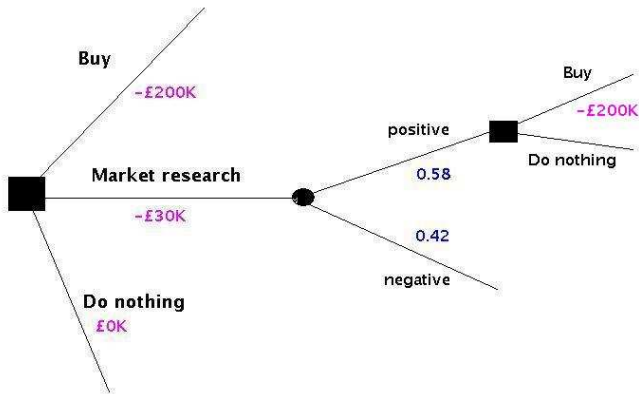 Buy
-£200K
Market research
-£30K
Do nothing
£0K
positive
0.58
0.42
negative
Buy
-£200K
Do nothing